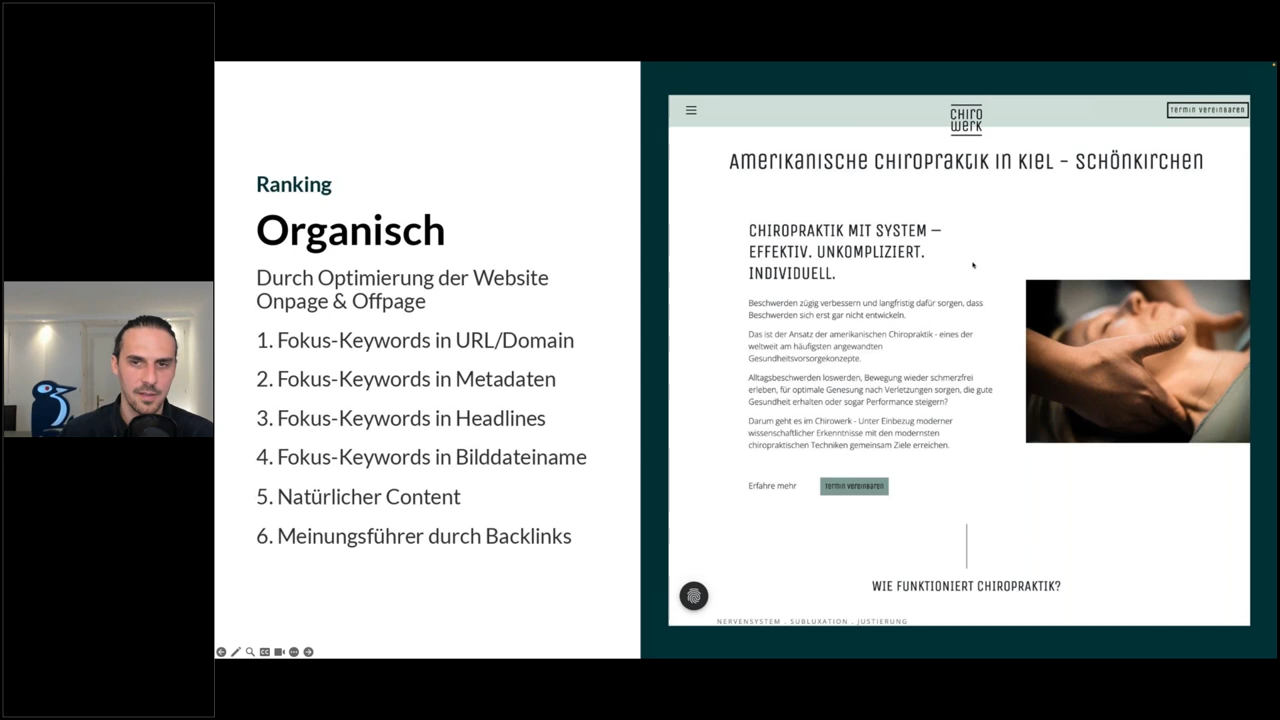 Ranking
Organisch
Durch Optimierung der Website
Onpage & Offpage
1. Fokus-Keywords in URL/Domain
2. Fokus-Keywords in Metadaten
3. Fokus-Keywords in Headlines
4. Fokus-Keywords in Bilddateiname
5. Natürlicher Content
6. Meinungsführer durch Backlinks
CHIRO
WERK
Termin vereinbaren
Amerikanische Chiropraktik in Kiel - Schönkirchen
CHIROPRAKTIK MIT SYSTEM –
EFFEKTIV. UNKOMPLIZIERT.
INDIVIDUELL.
Beschwerden zügig verbessern und langfristig dafür sorgen, dass
Beschwerden sich erst gar nicht entwickeln.
Das ist der Ansatz der amerikanischen Chiropraktik - eines der
weltweit am häufigsten angewandten
Gesundheitsvorsorgekonzepte.
Alltagsbeschwerden loswerden, Bewegung wieder schmerzfrei
erleben, für optimale Genesung nach Verletzungen sorgen, die gute
Gesundheit erhalten oder sogar Performance steigern?
Darum geht es im Chirowerk - Unter Einbezug moderner
wissenschaftlicher Erkenntnisse mit den modernsten
chiropraktischen Techniken gemeinsam Ziele erreichen.
Erfahre mehr
Termin vereinbaren
WIE FUNKTIONIERT CHIROPRAKTIK?
NERVENSYSTEM . SUBLUXATION . JUSTIERUNG